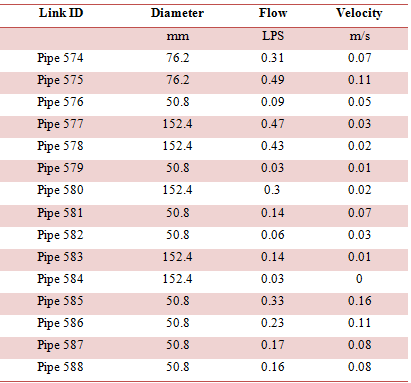 Link ID Diameter Flow Velocity
mm LPS m/s
Pipe 574 76.2 0.31 0.07
Pipe 575 76.2 0.49 0.11
Pipe 576 50.8 0.09 0.05
Pipe 577 152.4 0.47 0.03
Pipe 578 152.4 0.43 0.02
Pipe 579 50.8 0.03 0.01
Pipe 580 152.4 0.3 0.02
Pipe 581 50.8 0.14 0.07
Pipe 582 50.8 0.06 0.03
Pipe 583 152.4 0.14 0.01
Pipe 584 152.4 0.03 0
Pipe 585 50.8 0.33 0.16
Pipe 586 50.8 0.23 0.11
Pipe 587 50.8 0.17 0.08
Pipe 588 50.8 0.16 0.08